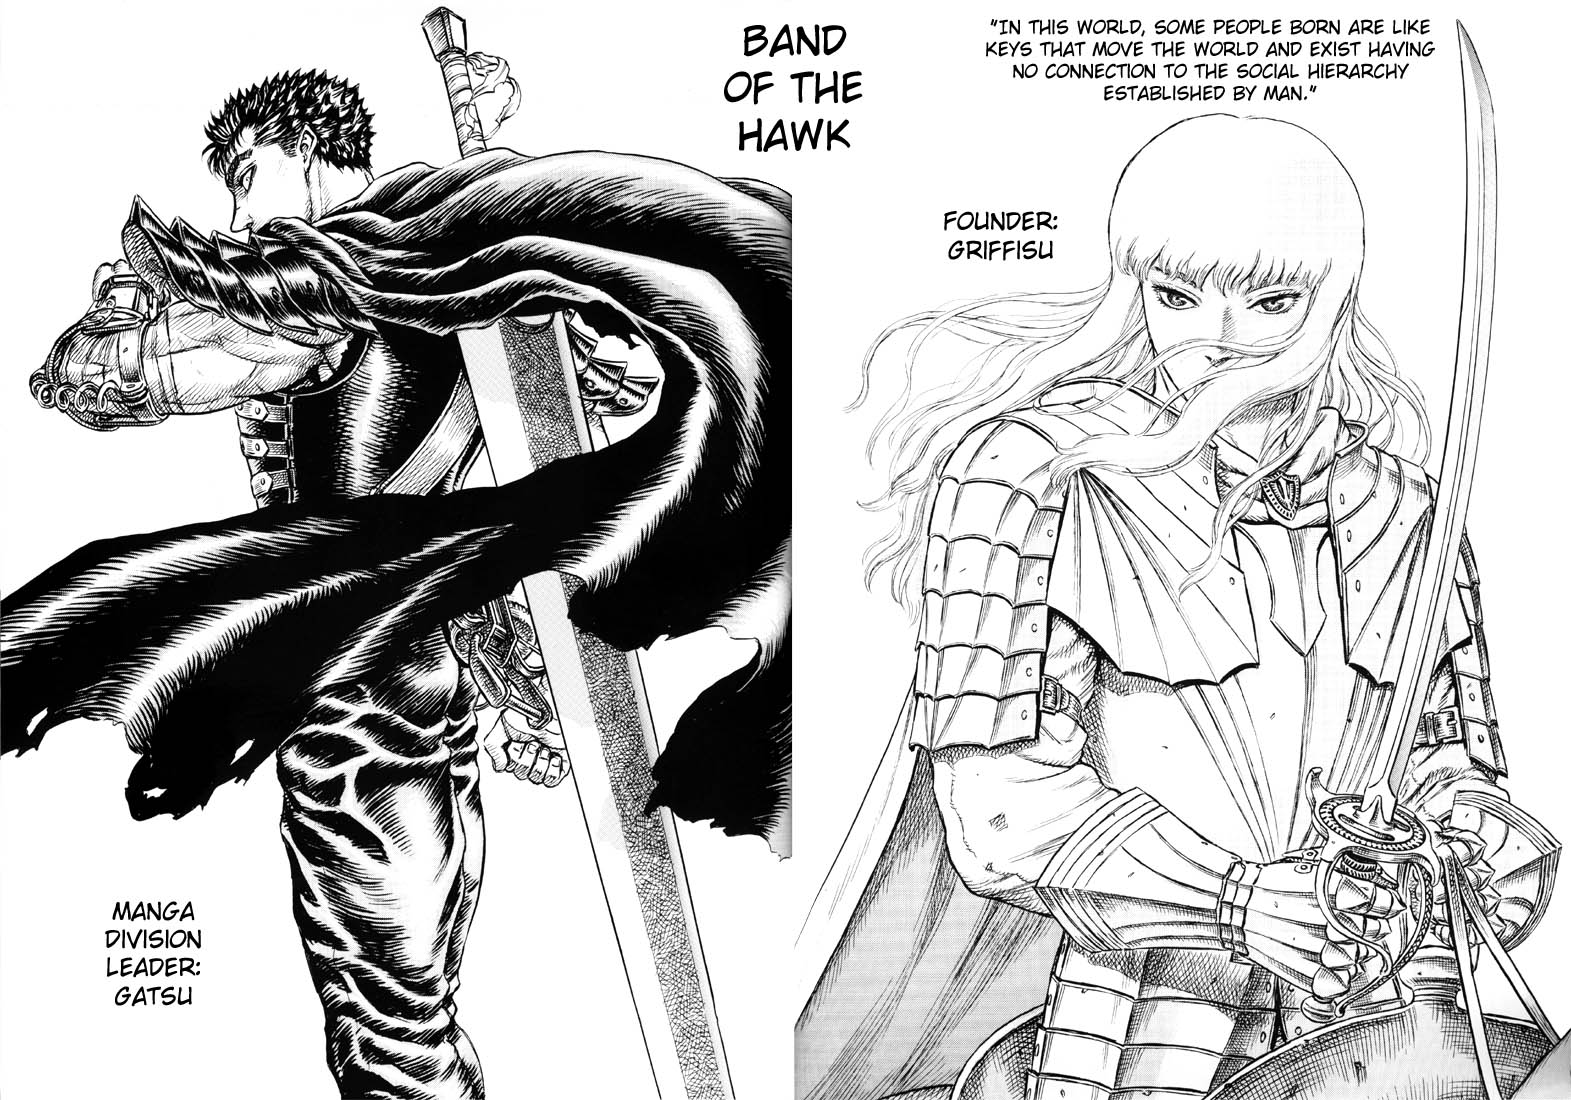 BAND
OF THE
HAWK
"IN THIS WORLD, SOME PEOPLE BORN ARE LIKE
KEYS THAT MOVE THE WORLD AND EXIST HAVING
NO CONNECTION TO THE SOCIAL HIERARCHY
ESTABLISHED BY MAN."
FOUNDER:
GRIFFISU
MANGA
DIVISION
LEADER:
GATSU